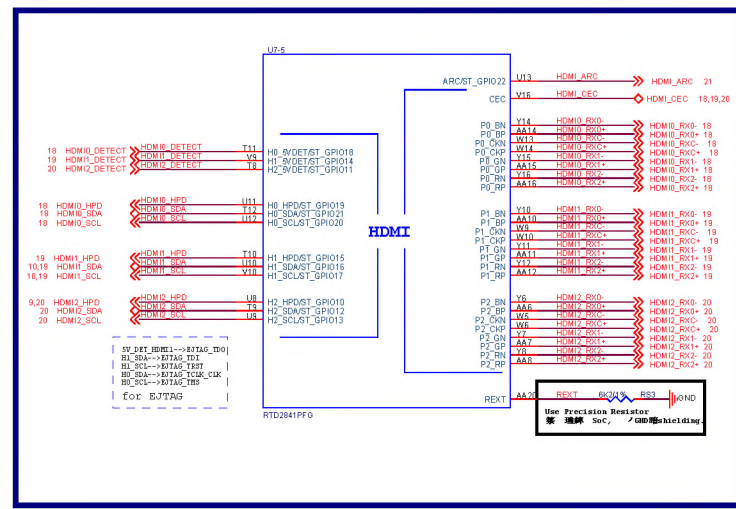 U7-5
ARC/ST_GPIO22 U13 HDMI_ARC HDMI_ARC 21
CEC V16 HDMI_CEC HDMI_CEC 18,19,20
P0_BN Y14 HDMI0_RX0- HDMI0_RX0- 18
P0_BP AA14 HDMI0_RX0+ HDMI0_RX0+ 18
P0_CKN W13 HDMI0_RXC- HDMI0_RXC- 18
P0_CKP W14 HDMI0_RXC+ HDMI0_RXC+ 18
P0_GN Y15 HDMI0_RX1- HDMI0_RX1- 18
P0_GP AA15 HDMI0_RX1+ HDMI0_RX1+ 18
P0_RN Y16 HDMI0_RX2- HDMI0_RX2- 18
P0_RP AA16 HDMI0_RX2+ HDMI0_RX2+ 18
18 HDMI0_DETECT HDMI0_DETECT T11 H0_5VDET/ST_GPIO18
19 HDMI1_DETECT HDMI1_DETECT V9 H1_5VDET/ST_GPIO14
20 HDMI2_DETECT HDMI2_DETECT T8 H2_5VDET/ST_GPIO11
18 HDMI0_HPD HDMI0_HPD U11 H0_HPD/ST_GPIO19
18 HDMI0_SDA HDMI0_SDA T12 H0_SDA/ST_GPIO21
18 HDMI0_SCL HDMI0_SCL U12 H0_SCL/ST_GPIO20
HDMI
P1_BN Y10 HDMI1_RX0- HDMI1_RX0- 19
P1_BP AA10 HDMI1_RX0+ HDMI1_RX0+ 19
P1_CKN W9 HDMI1_RXC- HDMI1_RXC- 19
P1_CKP W10 HDMI1_RXC+ HDMI1_RXC+ 19
P1_GN Y11 HDMI1_RX1- HDMI1_RX1- 19
P1_GP AA11 HDMI1_RX1+ HDMI1_RX1+ 19
P1_RN Y12 HDMI1_RX2- HDMI1_RX2- 19
P1_RP AA12 HDMI1_RX2+ HDMI1_RX2+ 19
19 HDMI1_HPD HDMI1_HPD T10 H1_HPD/ST_GPIO15
10,19 HDMI1_SDA HDMI1_SDA U10 H1_SDA/ST_GPIO16
10,19 HDMI1_SCL HDMI1_SCL V10 H1_SCL/ST_GPIO17
9,20 HDMI2_HPD HDMI2_HPD U8 H2_HPD/ST_GPIO10
20 HDMI2_SDA HDMI2_SDA T9 H2_SDA/ST_GPIO12
20 HDMI2_SCL HDMI2_SCL U9 H2_SCL/ST_GPIO13
P2_BN Y6 HDMI2_RX0- HDMI2_RX0- 20
P2_BP AA6 HDMI2_RX0+ HDMI2_RX0+ 20
P2_CKN W5 HDMI2_RXC- HDMI2_RXC- 20
P2_CKP W6 HDMI2_RXC+ HDMI2_RXC+ 20
P2_GN Y7 HDMI2_RX1- HDMI2_RX1- 20
P2_GP AA7 HDMI2_RX1+ HDMI2_RX1+ 20
P2_RN Y8 HDMI2_RX2- HDMI2_RX2- 20
P2_RP AA8 HDMI2_RX2+ HDMI2_RX2+ 20
5V_DET_HDMI1-->EJTAG_TDO
H1_SDA-->EJTAG_TDI
H1_SCL-->EJTAG_TRST
H0_SDA-->EJTAG_TCLK_CLK
H0_SCL-->EJTAG_TMS
for EJTAG
REXT AA20 REXT 6K2/1% RS3 GND
Use Precision Resistor
SoC, shielding.
RTD2841PFG